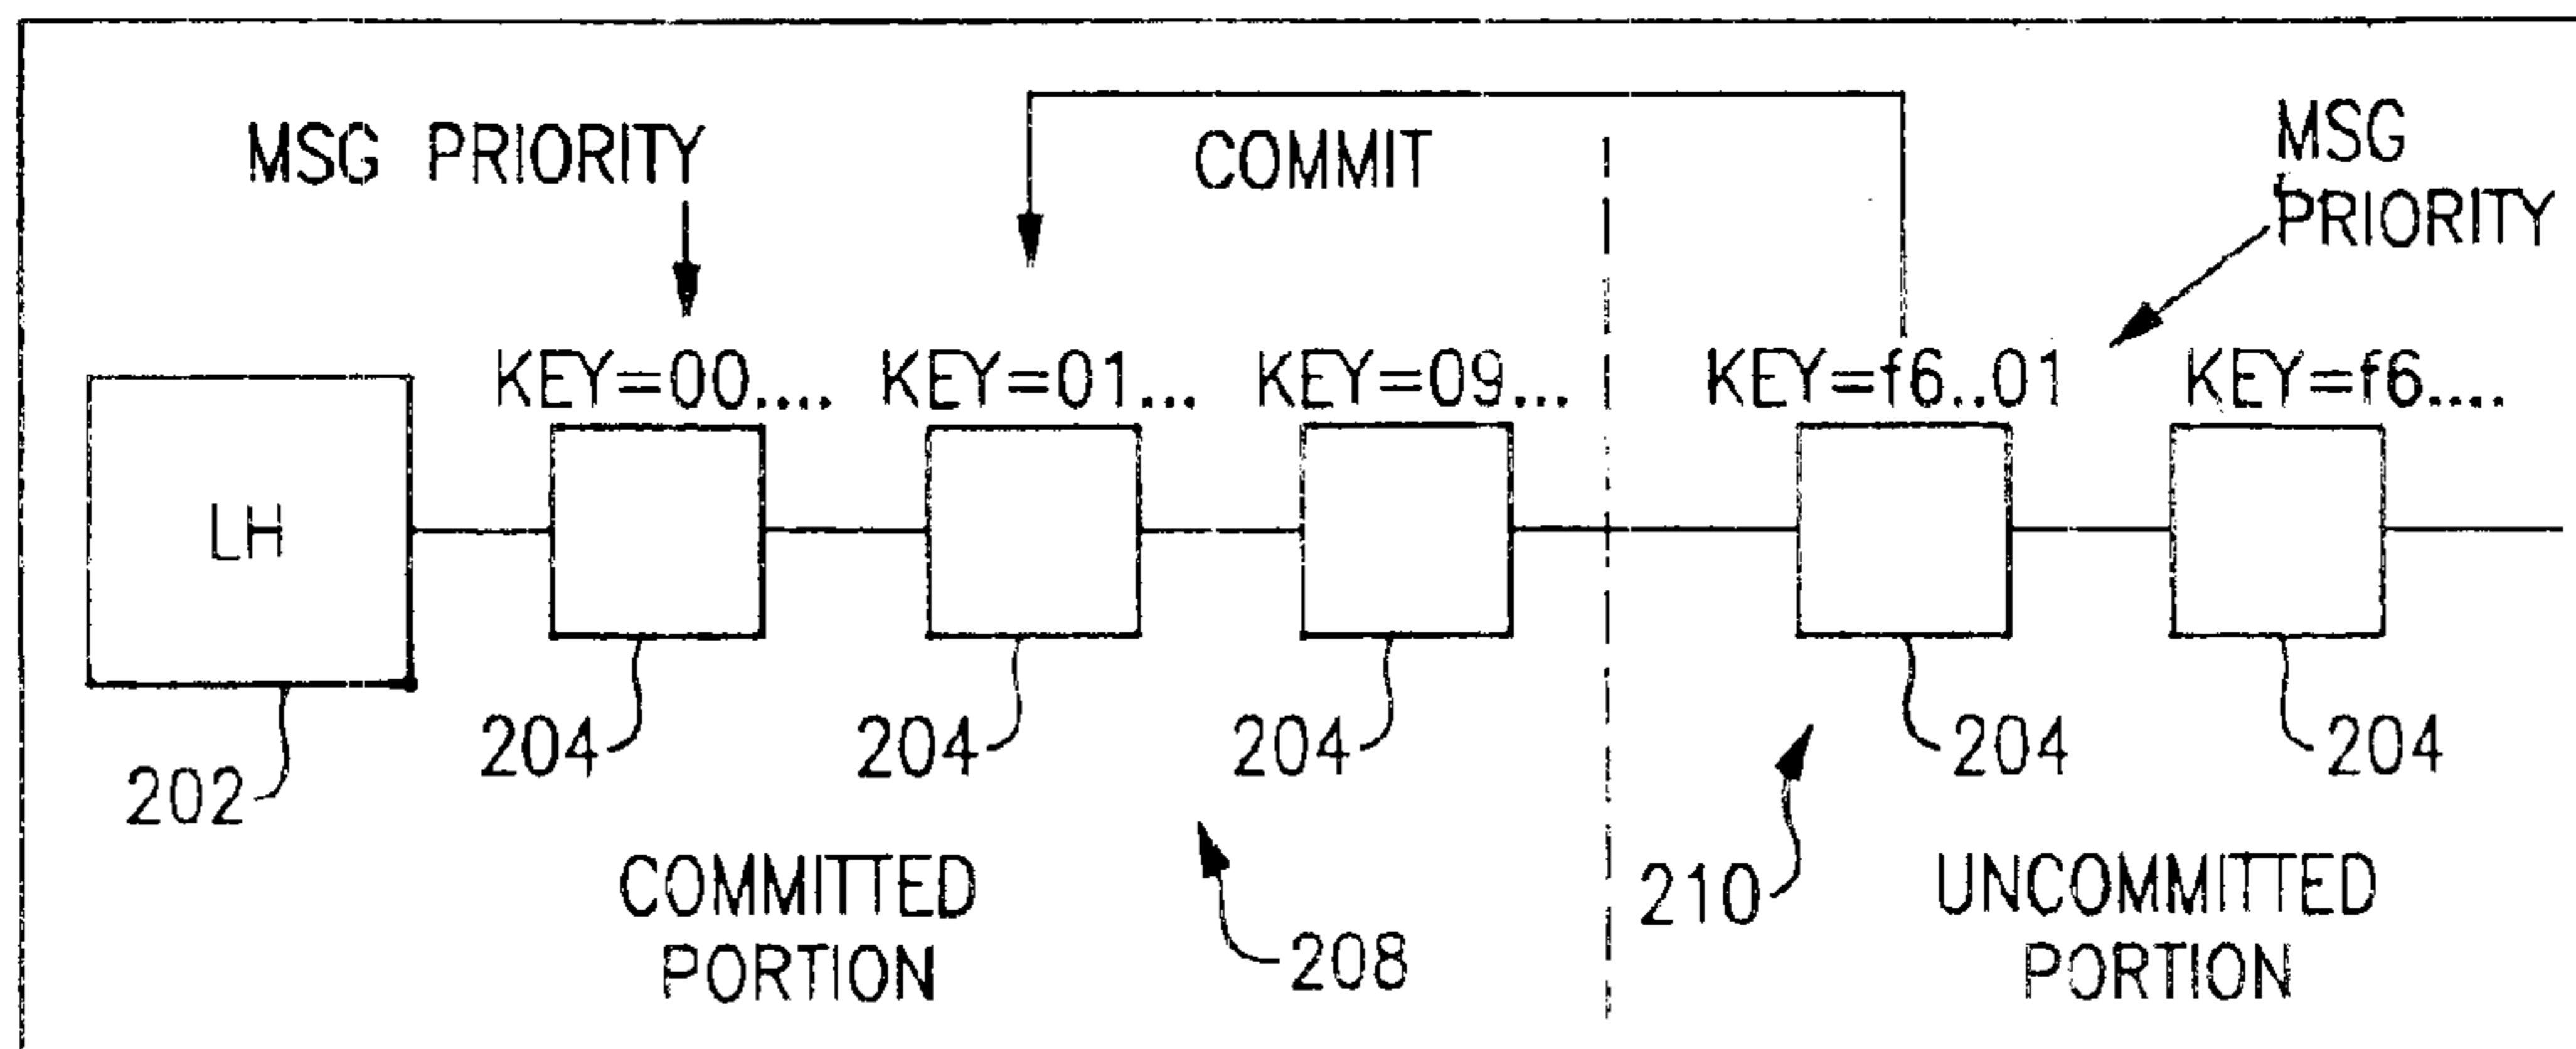 MSG PRIORITY
COMMIT
MSG
PRIORITY
KEY=00.... KEY=01... KEY=09... KEY=f6..01 KEY=f6....
LH
202
204 204 204 204 204
208
210
COMMITTED
PORTION
UNCOMMITTED
PORTION